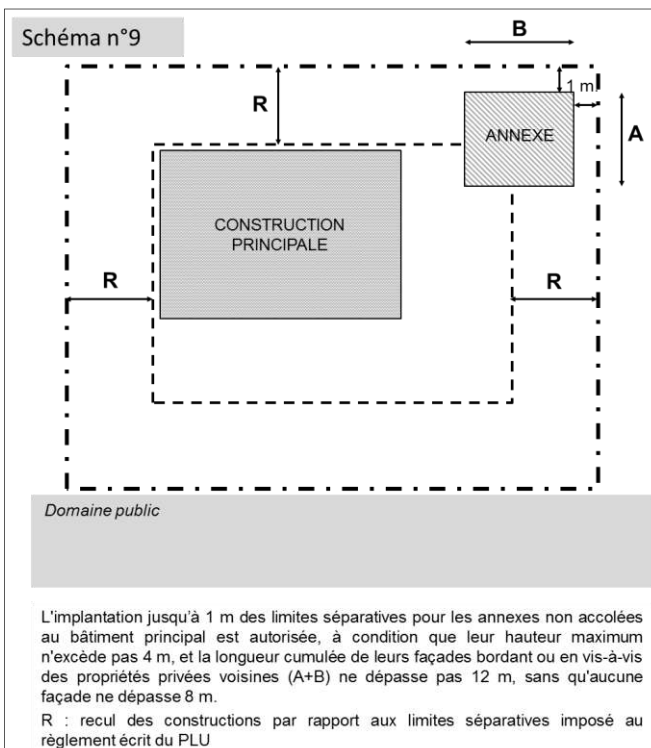 Schéma n°9
B
R
1 m
ANNEXE
A
CONSTRUCTION
PRINCIPALE
R
R
Domaine public
L'implantation jusqu'à 1 m des limites séparatives pour les annexes non accolées
au bâtiment principal est autorisée, à condition que leur hauteur maximum
n'excède pas 4 m, et la longueur cumulée de leurs façades bordant ou en vis-à-vis
des propriétés privées voisines (A+B) ne dépasse pas 12 m, sans qu'aucune
façade ne dépasse 8 m.
R : recul des constructions par rapport aux limites séparatives imposé au
règlement écrit du PLU